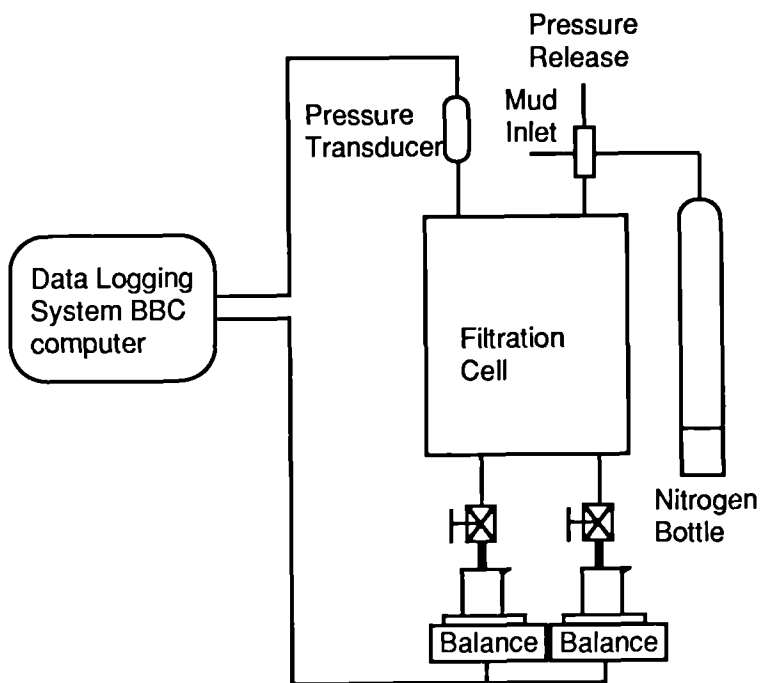 Pressure
Release
Mud
Inlet
Pressure
Transducer
Data Logging
System BBC
computer
Filtration
Cell
Nitrogen
Bottle
Balance
Balance